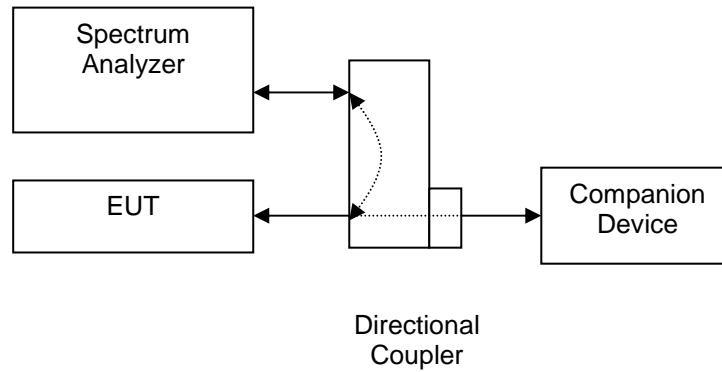 Spectrum
Analyzer
EUT
Companion
Device
Directional
Coupler